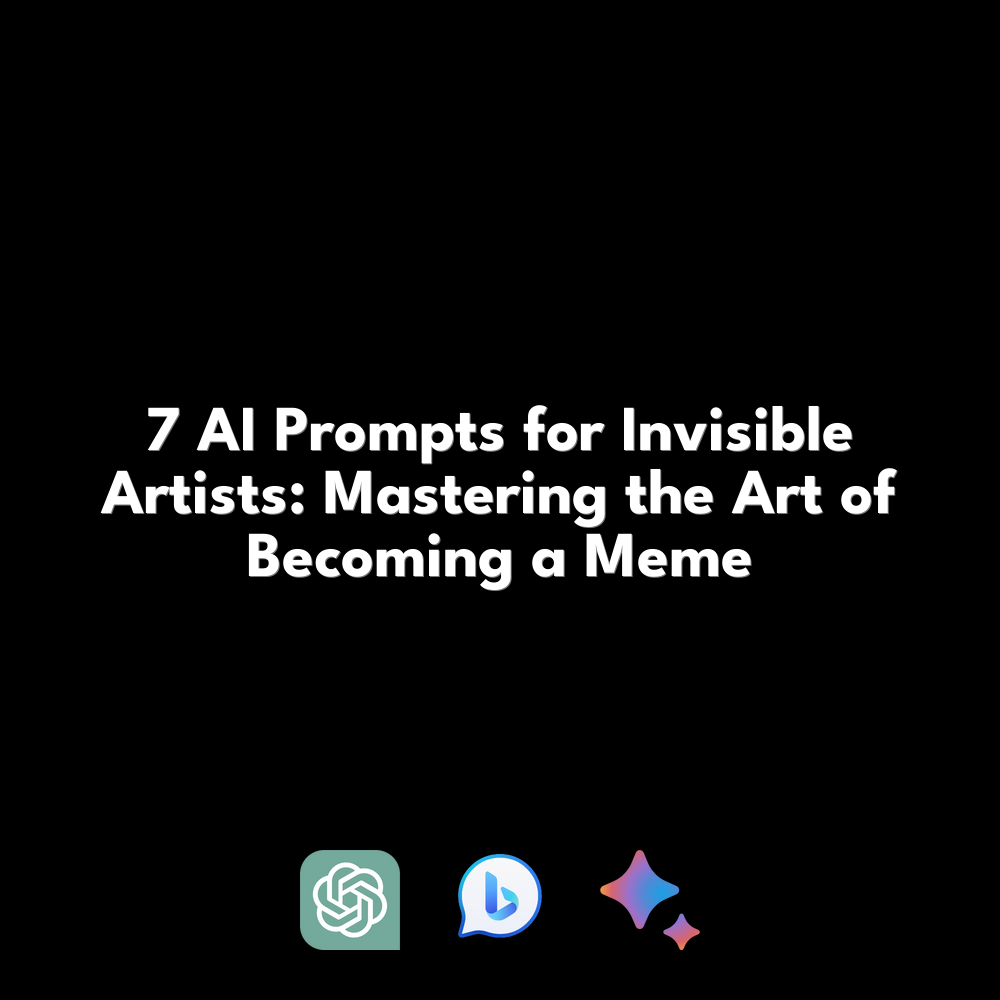 7 AI Prompts for Invisible
Artists: Mastering the Art of
Becoming a Meme